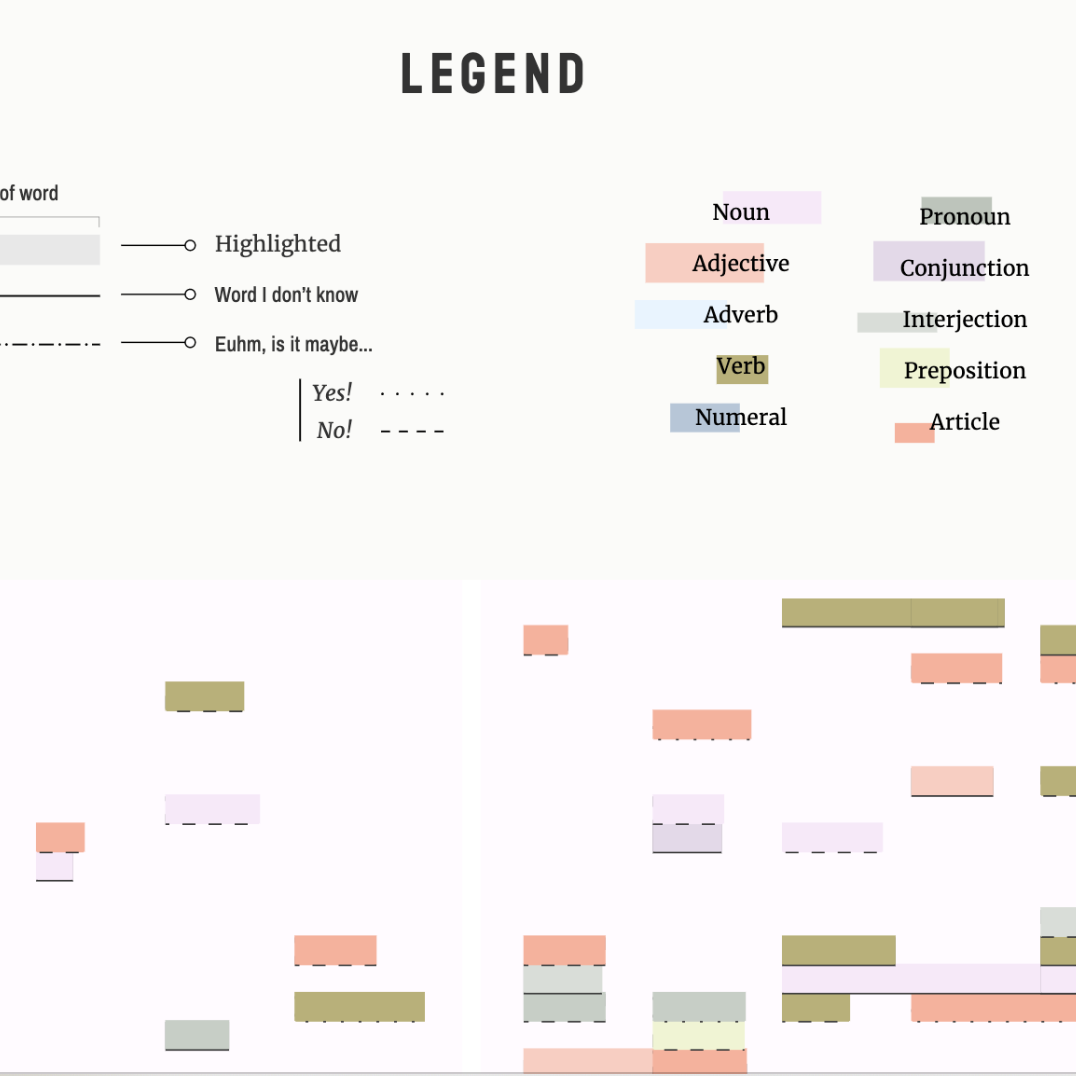 LEGEND
of word
Highlighted
Word I don't know
Euhm, is it maybe...
Yes!
No!
Noun
Adjective
Adverb
Verb
Numeral
Pronoun
Conjunction
Interjection
Preposition
Article